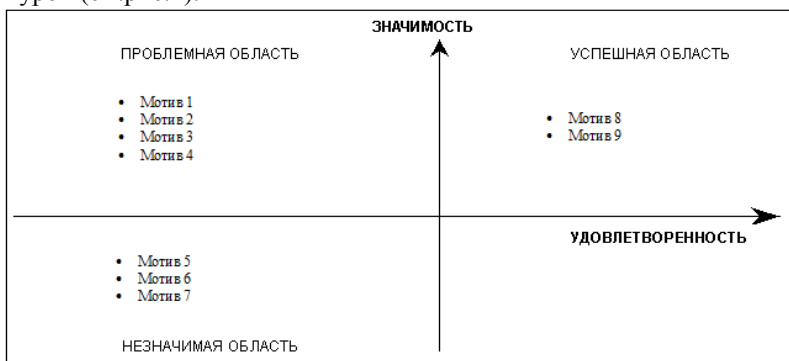 ЗНАЧИМОСТЬ
ПРОБЛЕМНАЯ ОБЛАСТЬ
УСПЕШНАЯ ОБЛАСТЬ
• Мотив 1
• Мотив 2
• Мотив 3
• Мотив 4
• Мотив 8
• Мотив 9
УДОВЛЕТВОРЕННОСТЬ
• Мотив 5
• Мотив 6
• Мотив 7
НЕЗНАЧИМАЯ ОБЛАСТЬ